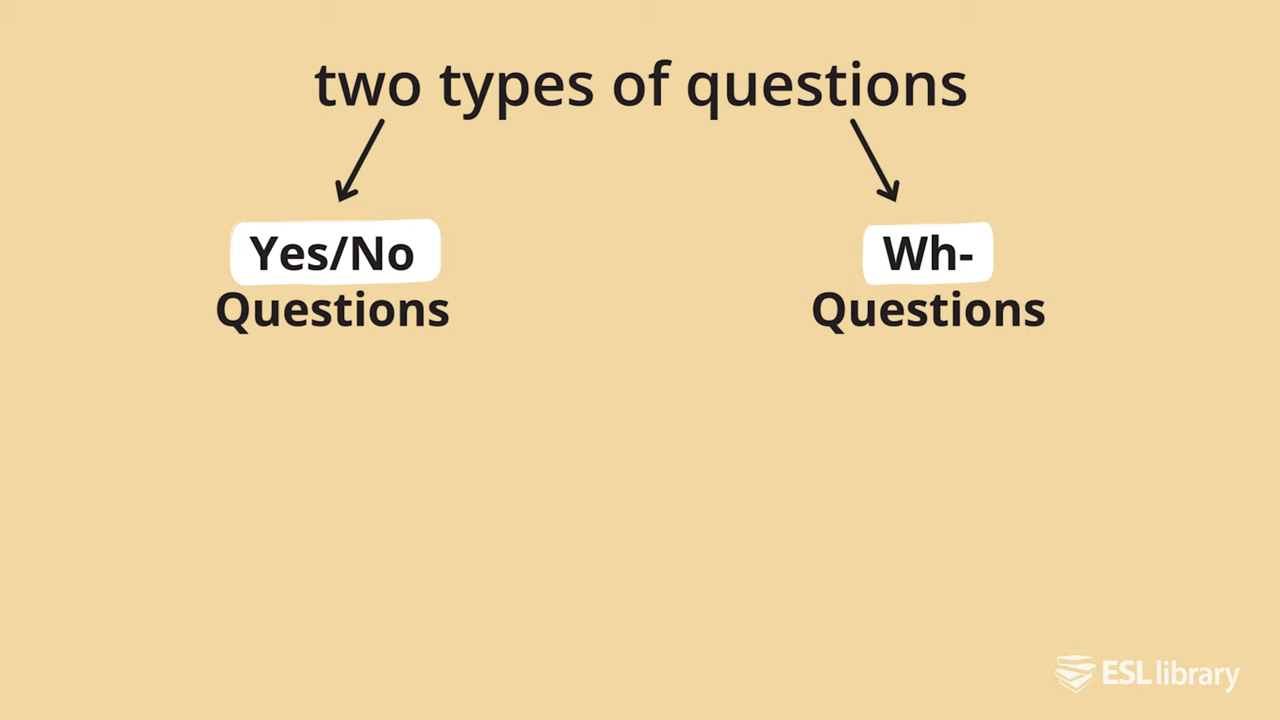 two types of questions
Yes/No
Questions
Wh-
Questions
ESL library